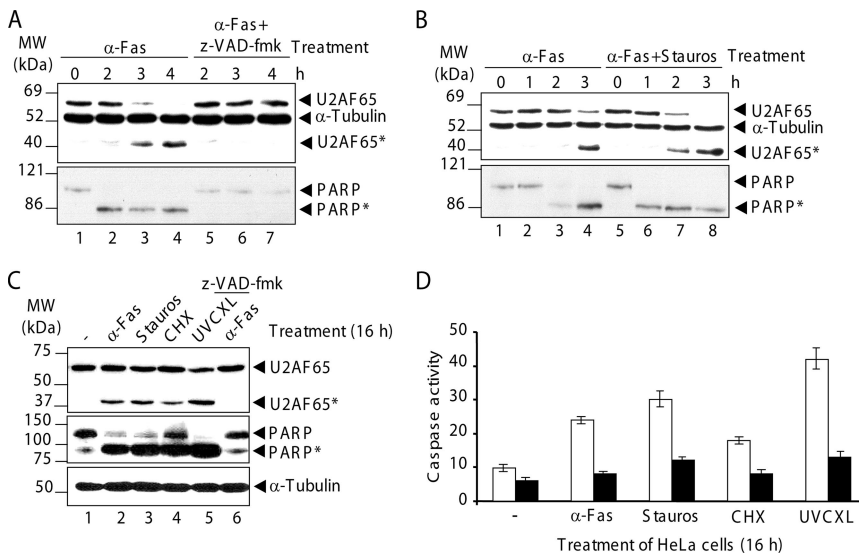 A
MW
(kDa)
α-Fas
α-Fas+
z-VAD-fmk
Treatment
0 2 3 4 2 3 4 h
69
52
40
121
86
U2AF65
α-Tubulin
U2AF65*
PARP
PARP*
1 2 3 4 5 6 7
B
MW
(kDa)
α-Fas
α-Fas+Stauros
Treatment
0 1 2 3 0 1 2 3 h
69
52
40
121
86
U2AF65
α-Tubulin
U2AF65*
PARP
PARP*
1 2 3 4 5 6 7 8
C
MW
(kDa)
z-VAD-fmk
- α-Fas Stauros CHX UVCXL α-Fas
Treatment (16 h)
75
50
37
150
100
75
50
U2AF65
U2AF65*
PARP
PARP*
α-Tubulin
1 2 3 4 5 6
D
Caspase activity
50
40
30
20
10
0
- α-Fas Stauros CHX UVCXL
Treatment of HeLa cells (16 h)